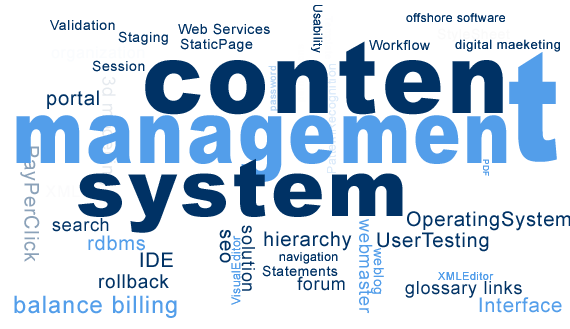 offshore software
Usability
Validation
Web Services
Staging
StaticPage
Workflow
digital maeketing
Session
content
password
portal
management
PDF
PayPerClick
system
search
OperatingSystem
rdbms
seo
VisualEditor
solution
hierarchy
webmaster
UserTesting
IDE
navigation
weblog
Statements
rollback
forum
XMLEditor
glossary links
balance billing
Interface